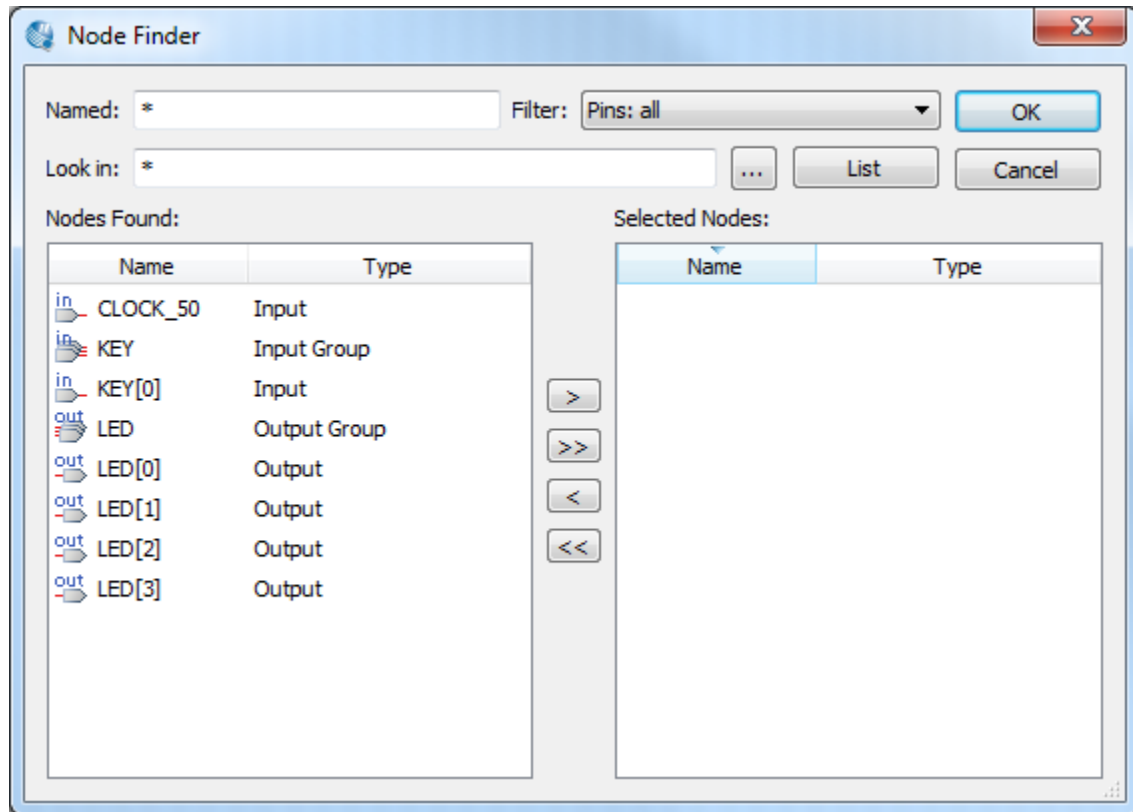 Node Finder
Named: * Filter: Pins: all OK
Look in: * ... List Cancel
Nodes Found: Selected Nodes:
Name Type Name Type
in CLOCK_50 Input
in KEY Input Group
in KEY[0] Input
out LED Output Group
out LED[0] Output
out LED[1] Output
out LED[2] Output
out LED[3] Output
>
>>
<
<<